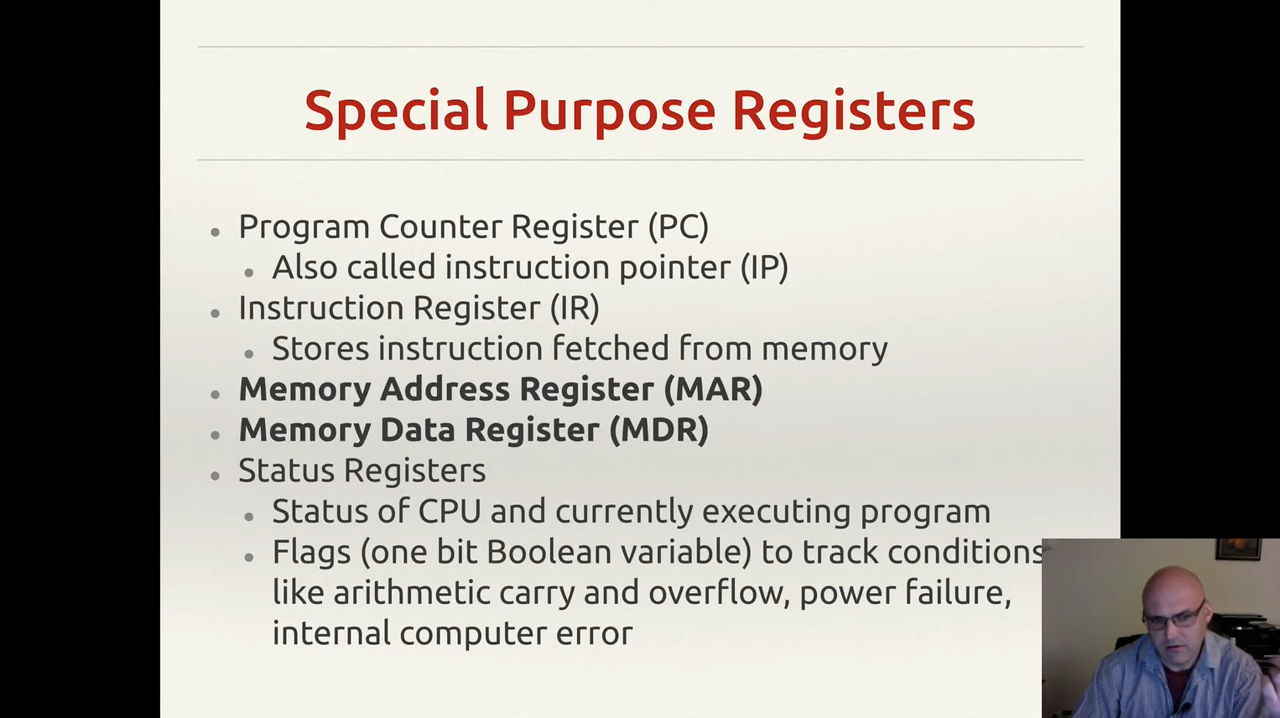 Special Purpose Registers
Program Counter Register (PC)
Also called instruction pointer (IP)
Instruction Register (IR)
Stores instruction fetched from memory
Memory Address Register (MAR)
Memory Data Register (MDR)
Status Registers
Status of CPU and currently executing program
Flags (one bit Boolean variable) to track conditions
like arithmetic carry and overflow, power failure,
internal computer error